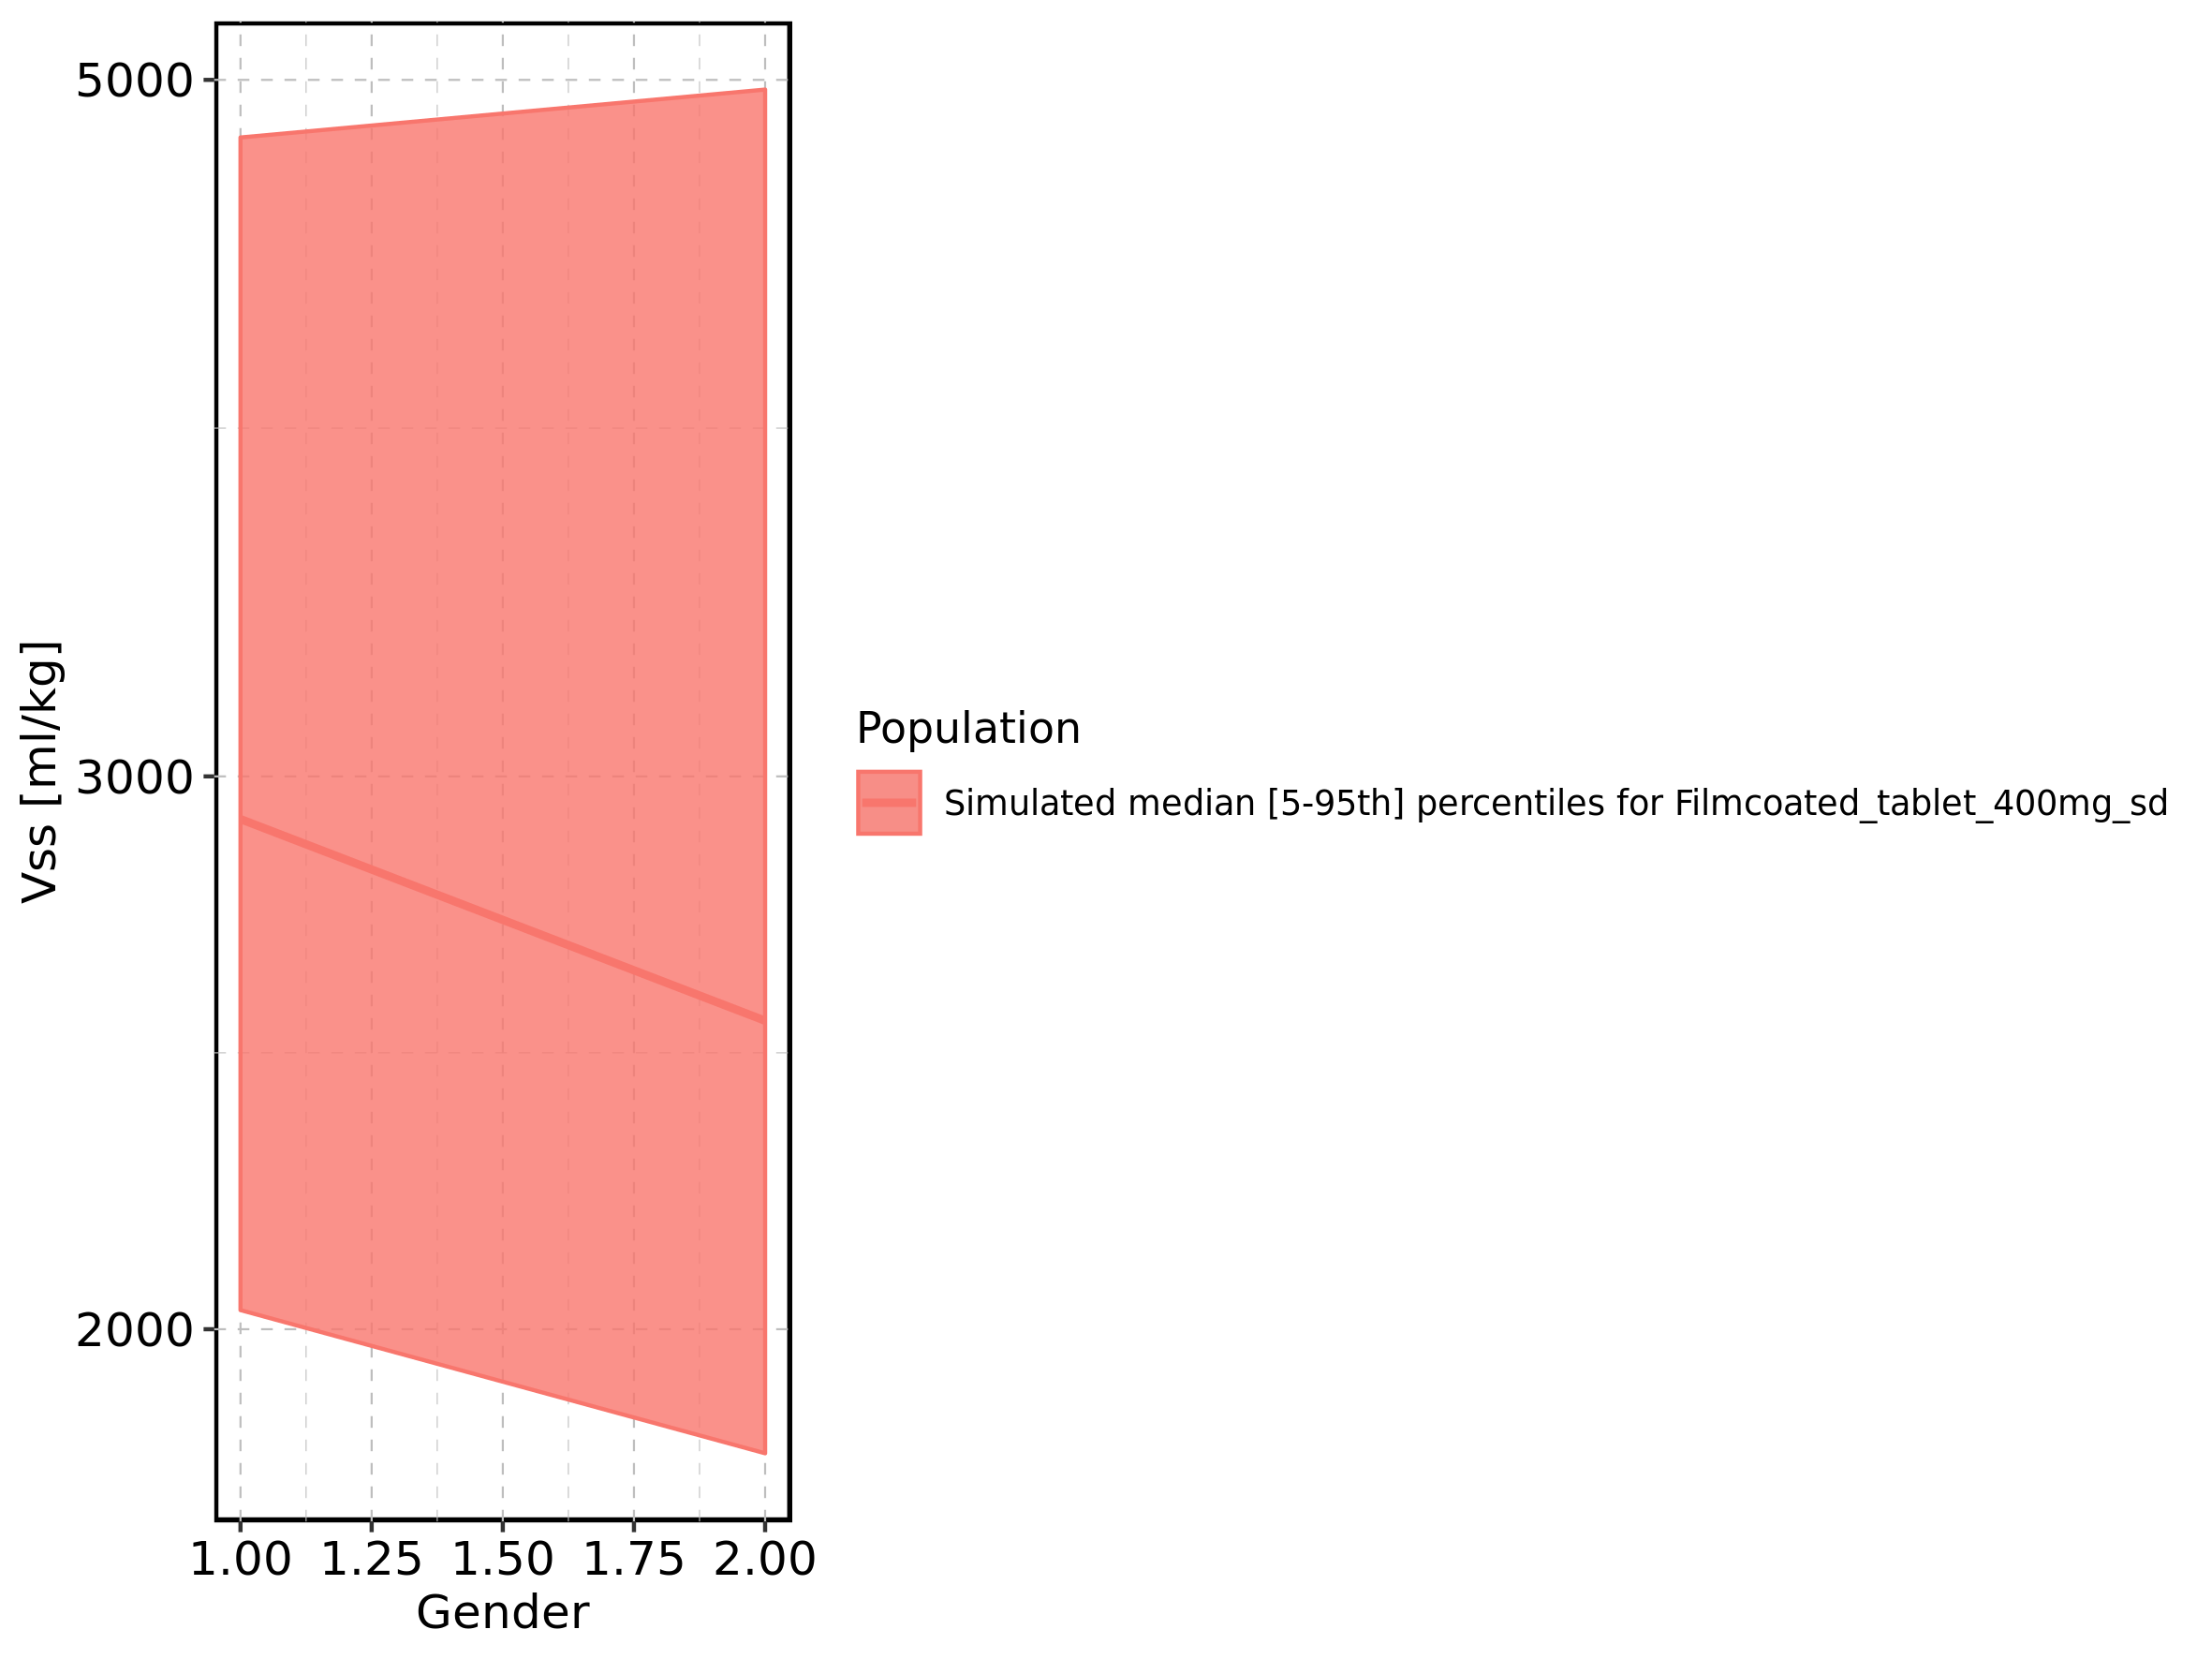 5000
3000
2000
Vss [ml/kg]
1.00 1.25 1.50 1.75 2.00
Gender
Population
Simulated median [5-95th] percentiles for Filmcoated_tablet_400mg_sd